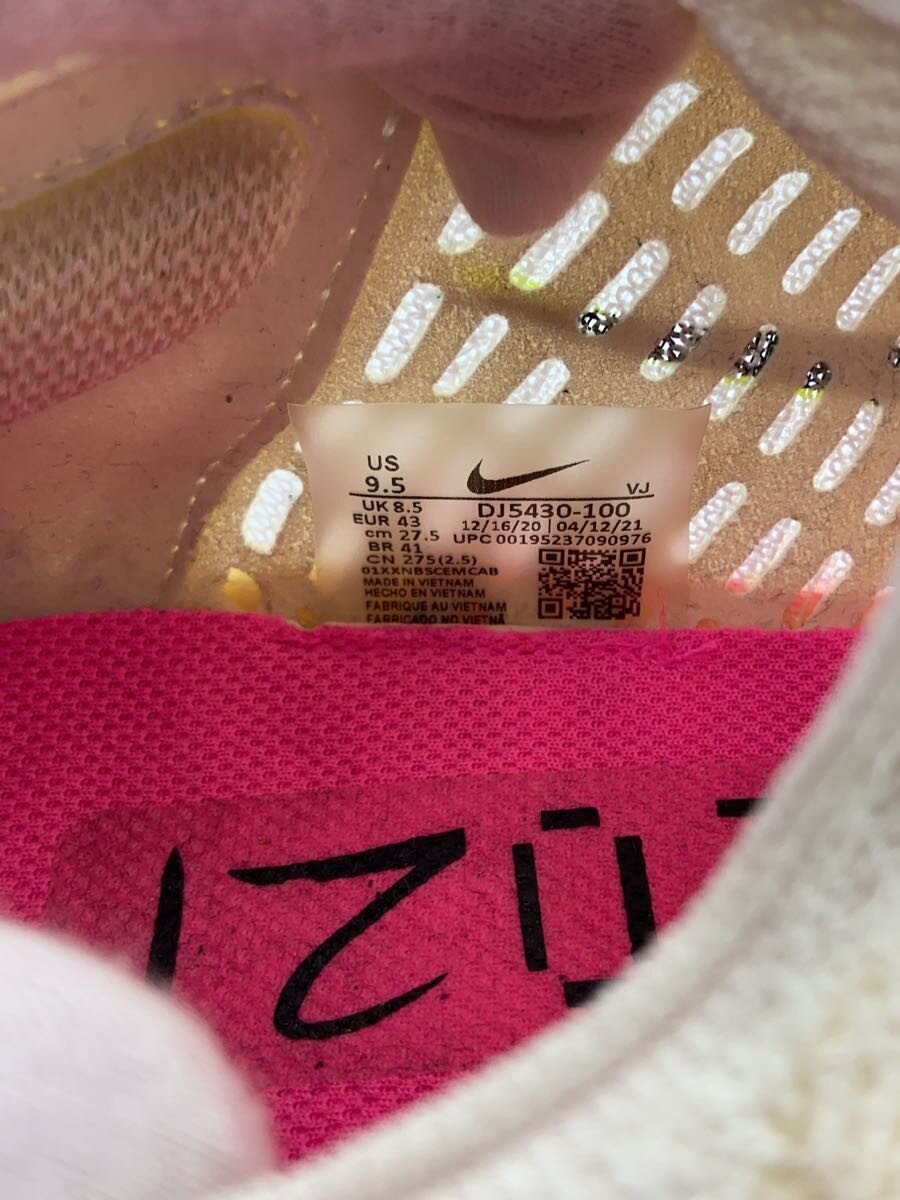 US
9.5
VJ
UK 8.5
DJ5430-100
EUR 43
12/16/20 | 04/12/21
cm 27.5
UPC 00195237090976
BR 41
CN 275(2.5)
01XXNBSCEMCAB
MADE IN VIETNAM
HECHO EN VIETNAM
FABRIQUE AU VIETNAM
FABRICADO NO VIETNÃ